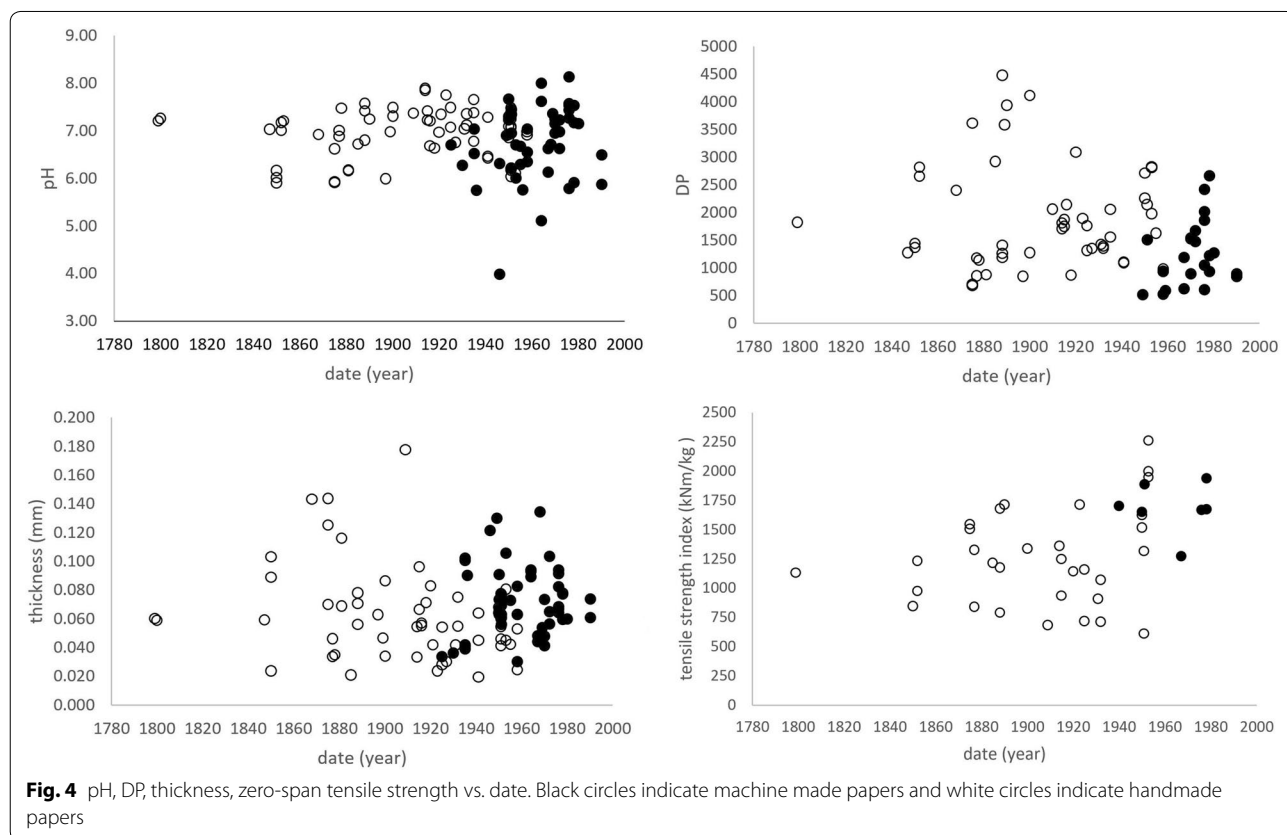 9.00
8.00
7.00
6.00
5.00
4.00
3.00
pH
1780 1800 1820 1840 1860 1880 1900 1920 1940 1960 1980 2000
date (year)
5000
4500
4000
3500
3000
2500
2000
1500
1000
500
0
DP
1780 1800 1820 1840 1860 1880 1900 1920 1940 1960 1980 2000
date (year)
0.200
0.180
0.160
0.140
0.120
0.100
0.080
0.060
0.040
0.020
0.000
thickness (mm)
1780 1800 1820 1840 1860 1880 1900 1920 1940 1960 1980 2000
date (year)
2500
2250
2000
1750
1500
1250
1000
750
500
250
0
tensile strength index (kNm/kg )
1780 1800 1820 1840 1860 1880 1900 1920 1940 1960 1980 2000
date (year)
Fig. 4 pH, DP, thickness, zero-span tensile strength vs. date. Black circles indicate machine made papers and white circles indicate handmade
papers